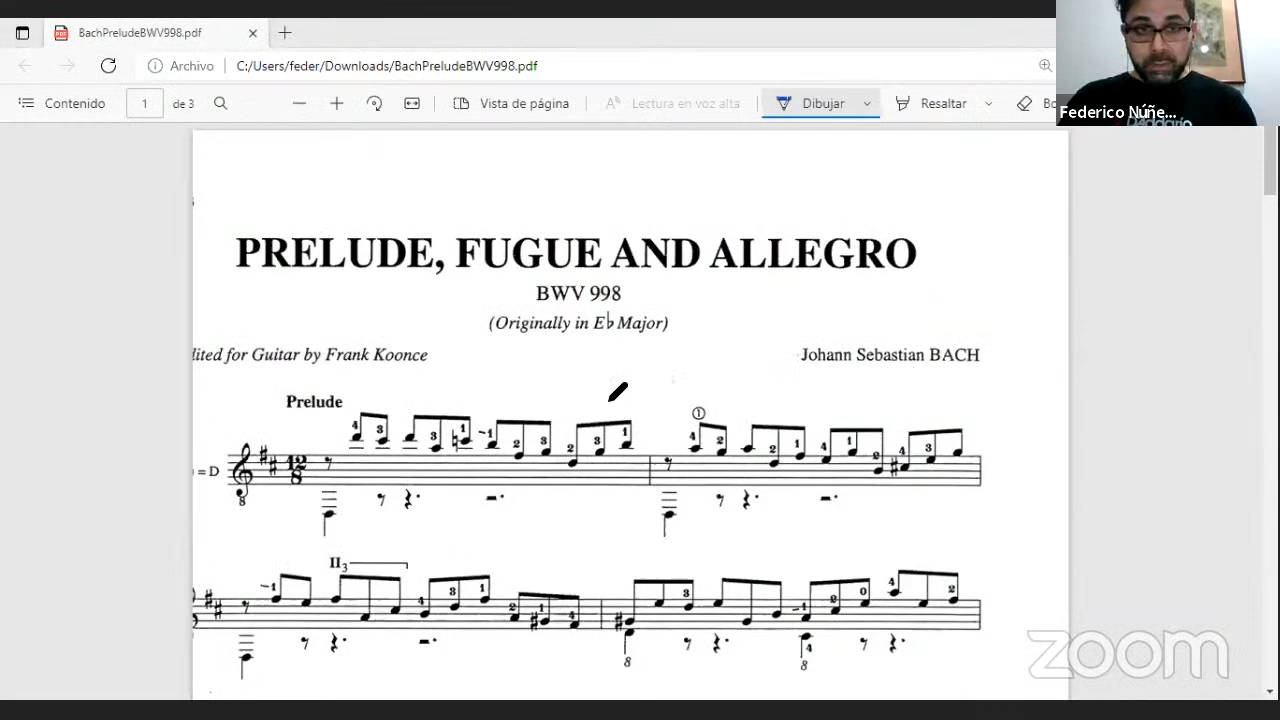 BachPreludeBWV998.pdf
Archivo C:/Users/feder/Downloads/BachPreludeBWV998.pdf
Contenido 1 de 3 Vista de página Lectura en voz alta Dibujar Resaltar
Federico Núñe...
PRELUDE, FUGUE AND ALLEGRO
BWV 998
(Originally in E♭ Major)
for Guitar by Frank Koonce
Johann Sebastian BACH
Prelude
= D
II3
zoom